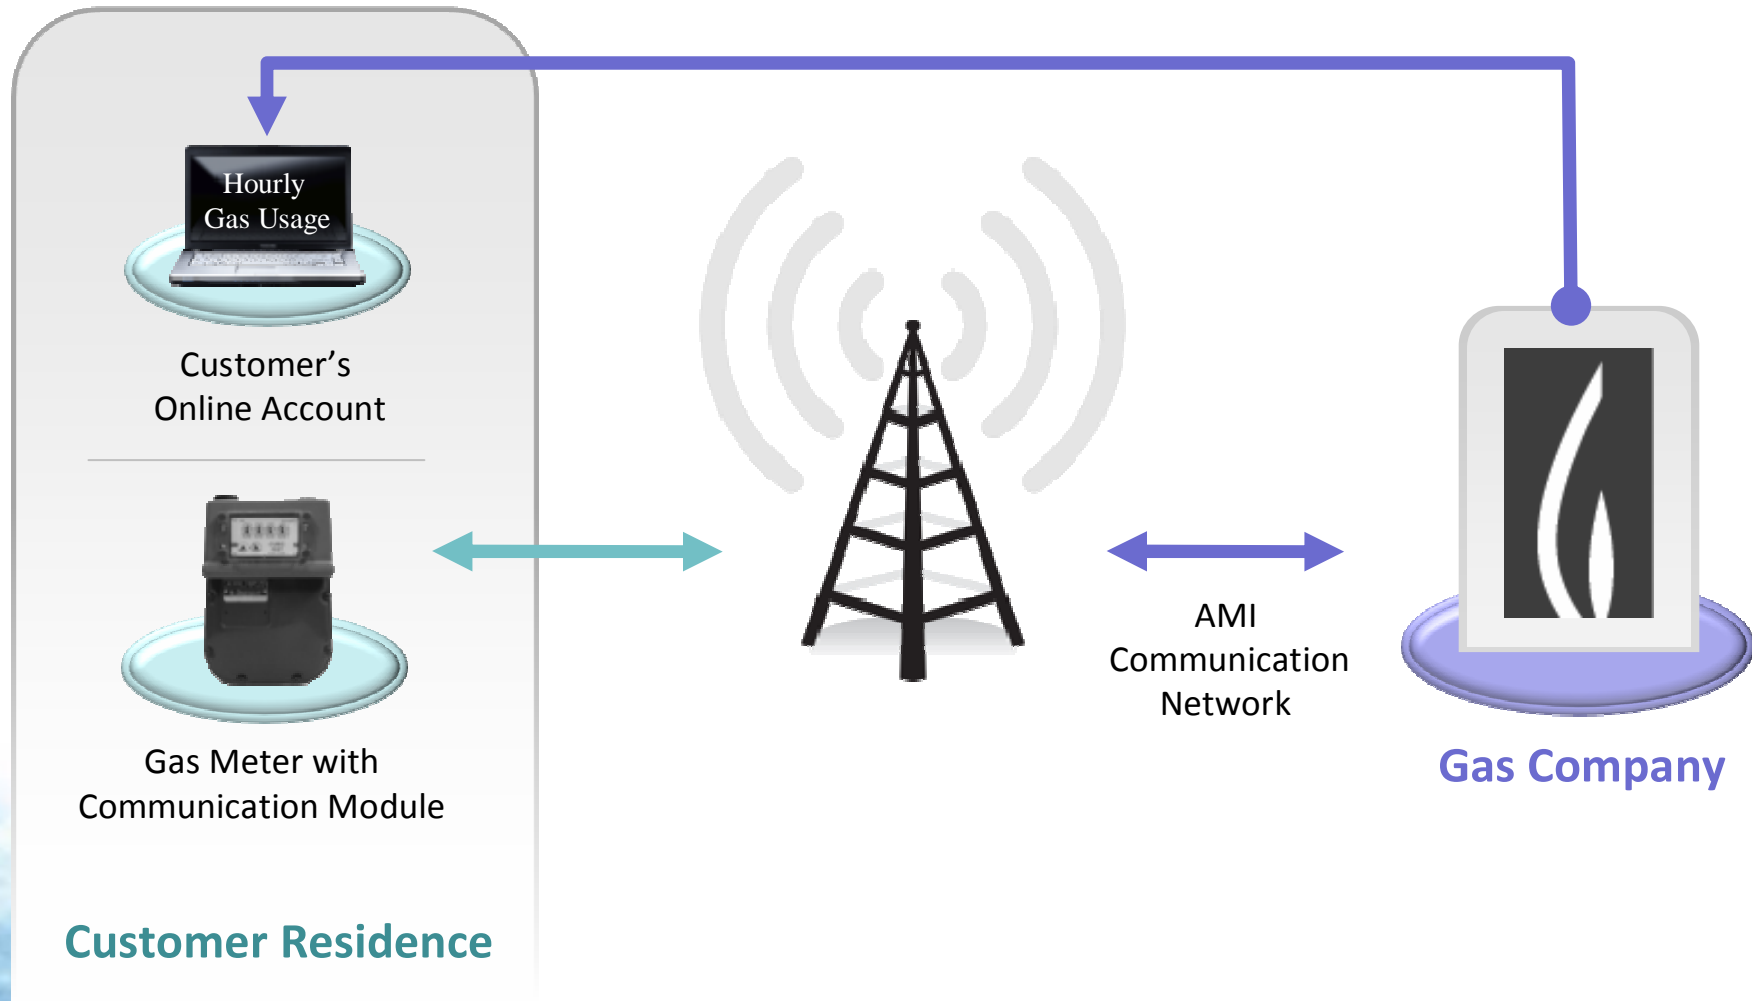 Hourly
Gas Usage
Customer’s
Online Account
Gas Meter with
Communication Module
Customer Residence
AMI
Communication
Network
Gas Company